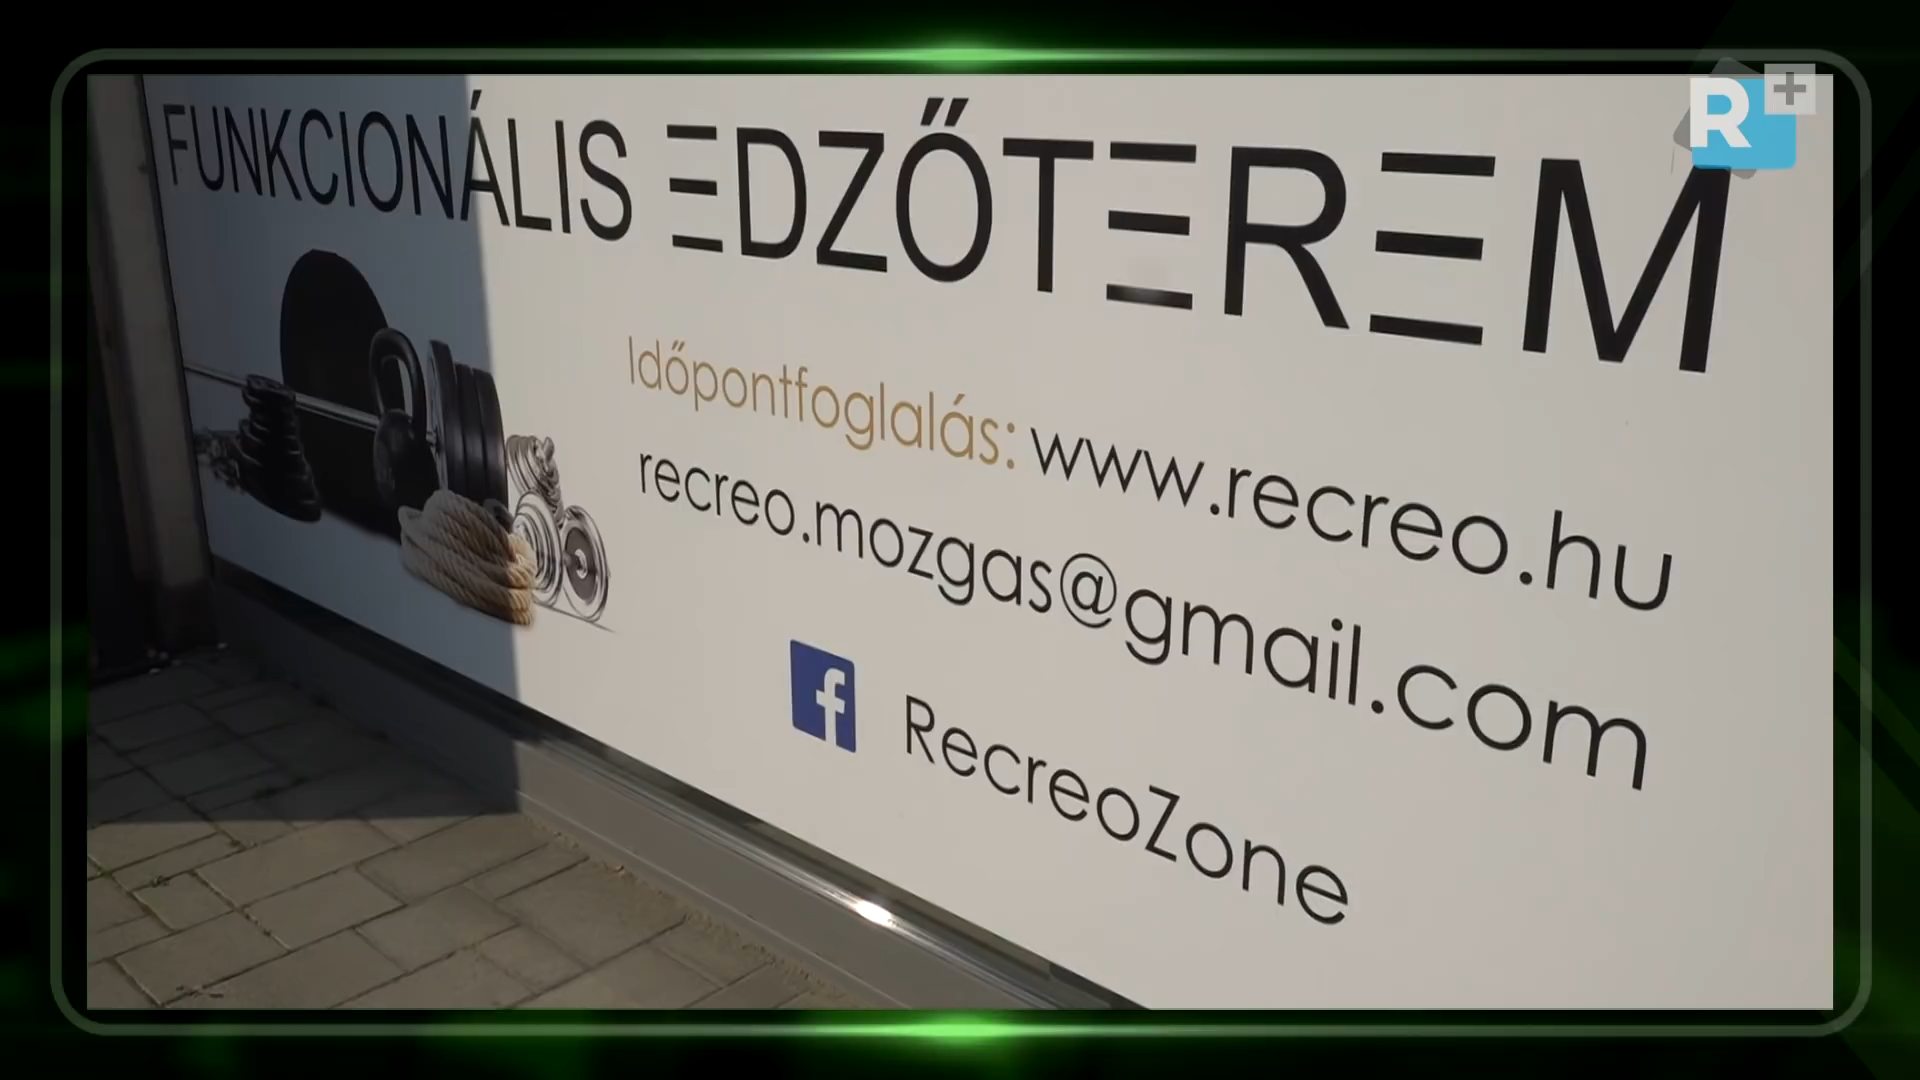 R+
FUNKCIONÁLIS EDZŐTEREM
Időpontfoglalás: www.recreo.hu
recreo.mozgas@gmail.com
f RecreoZone